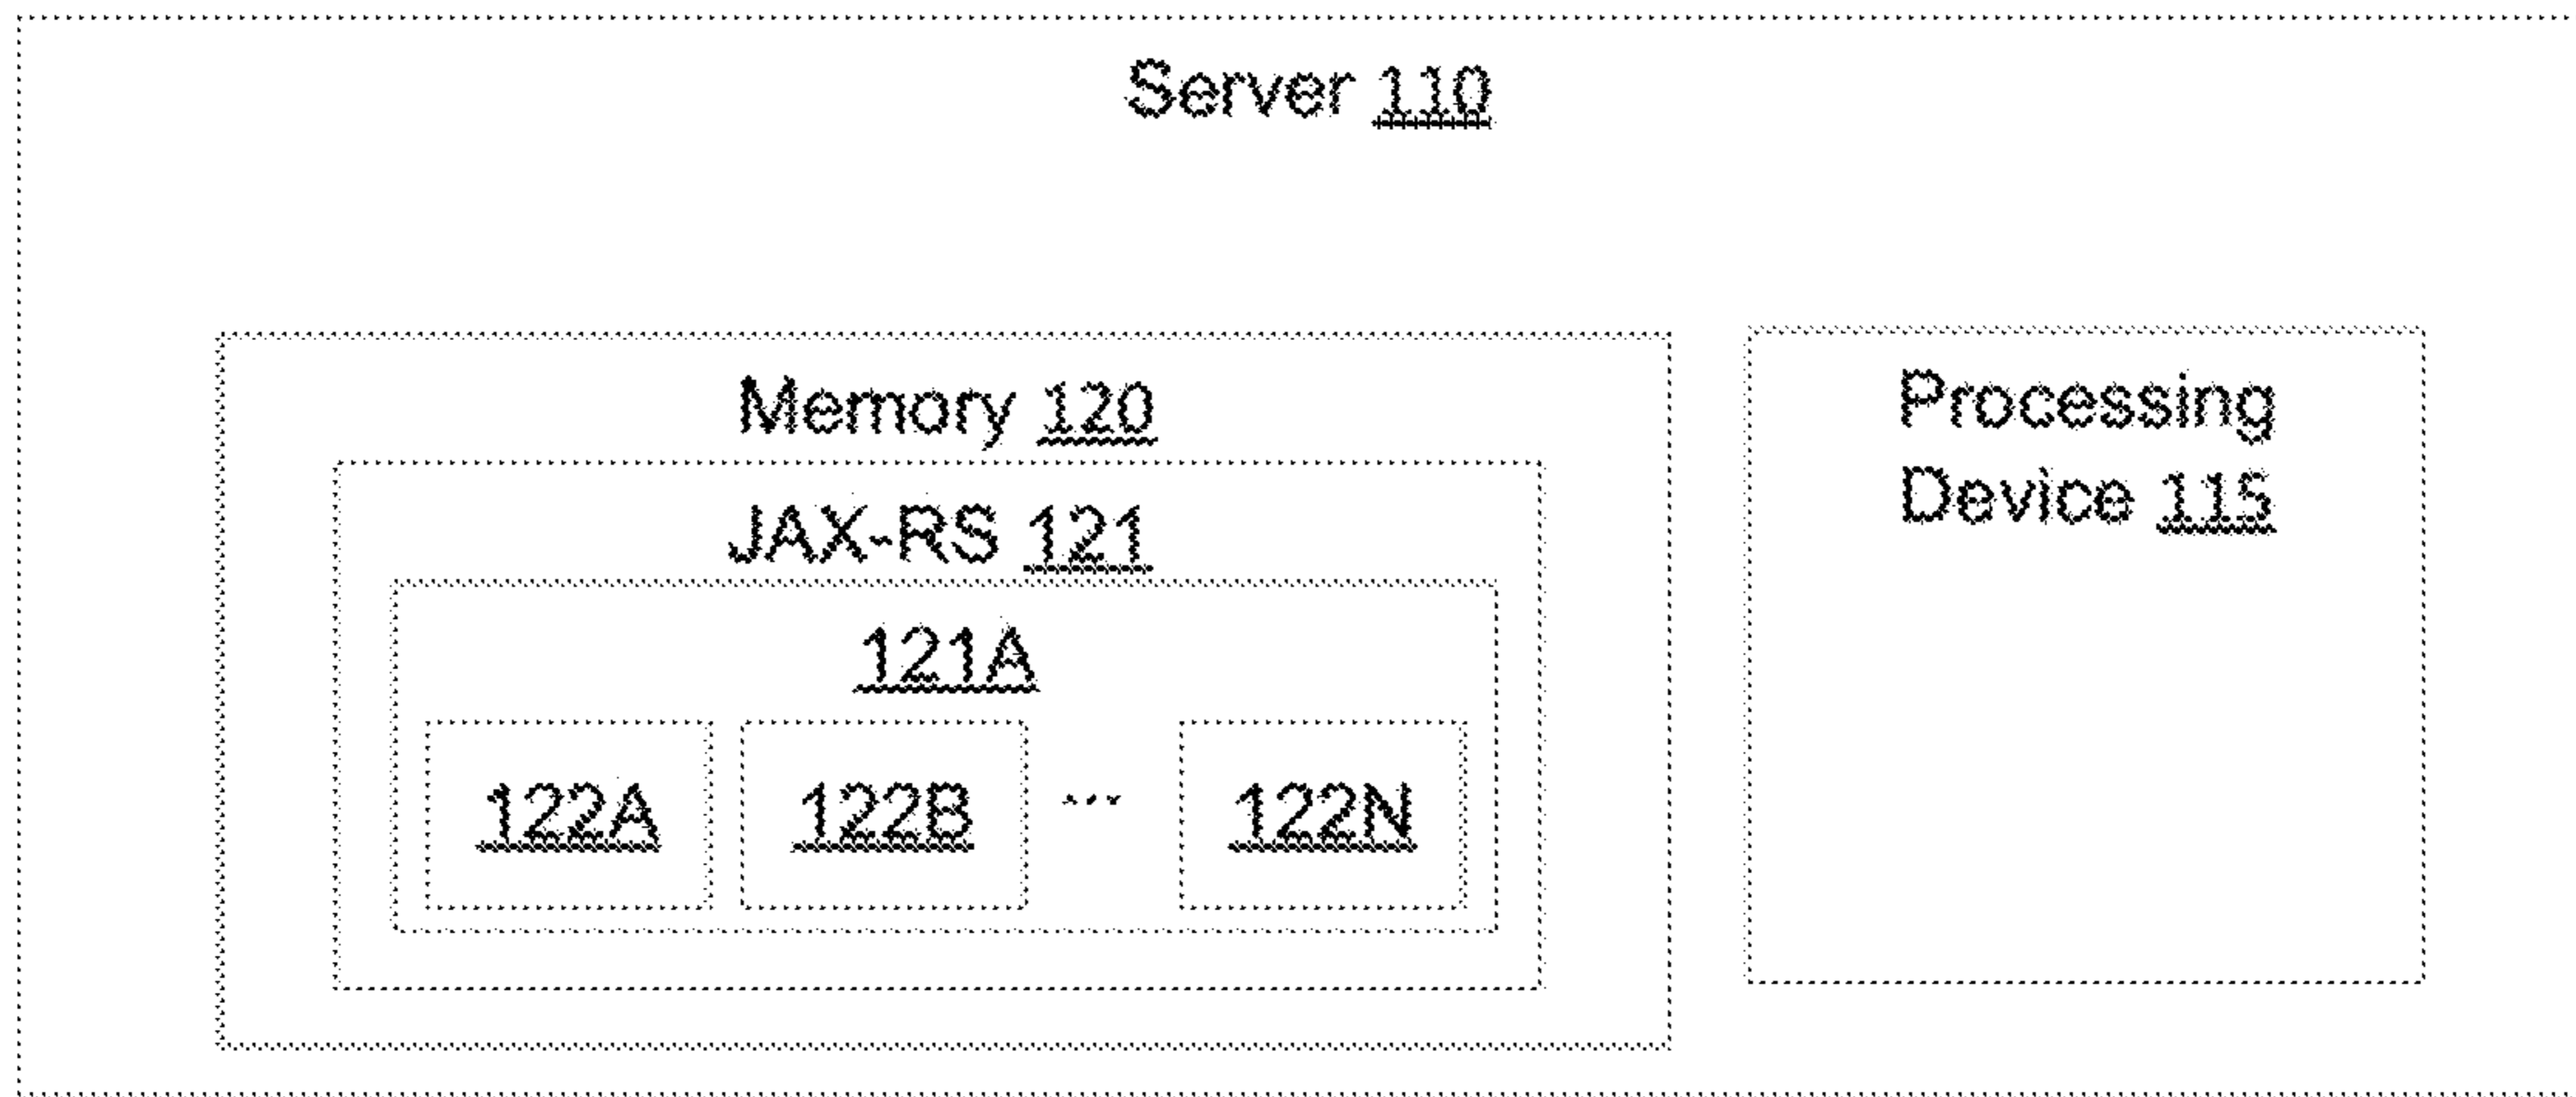 Server 110
Memory 120
JAX-RS 121
121A
122A 122B ... 122N
Processing
Device 115